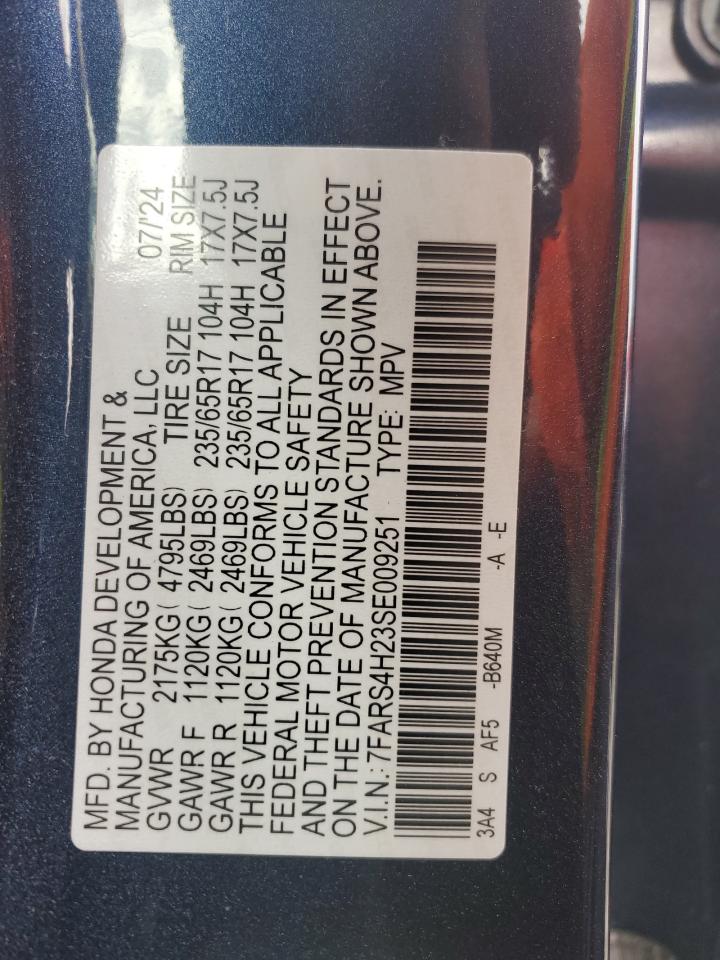 MFD. BY HONDA DEVELOPMENT &
MANUFACTURING OF AMERICA, LLC 07/'24
GVWR 2175KG( 4795LBS) TIRE SIZE RIM SIZE
GAWR F 1120KG( 2469LBS) 235/65R17 104H 17X7.5J
GAWR R 1120KG( 2469LBS) 235/65R17 104H 17X7.5J
THIS VEHICLE CONFORMS TO ALL APPLICABLE
FEDERAL MOTOR VEHICLE SAFETY
AND THEFT PREVENTION STANDARDS IN EFFECT
ON THE DATE OF MANUFACTURE SHOWN ABOVE.
V.I.N.: 7FARS4H23SE009251 TYPE: MPV
3A4 S AF5 -B640M -A -E